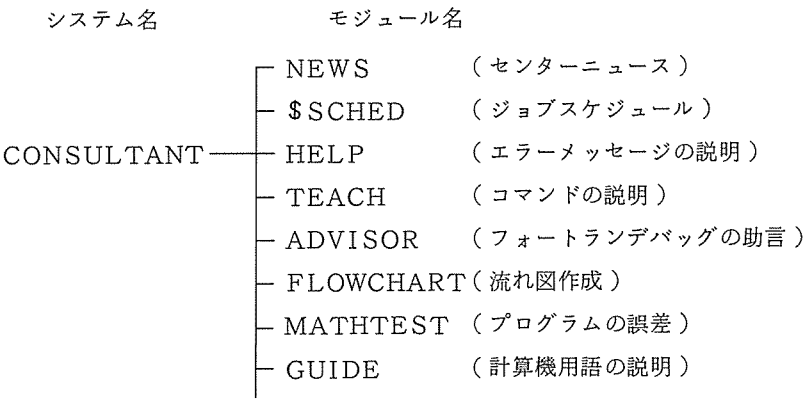 システム名 モジュール名
NEWS (センターニュース)
$SCHED (ジョブスケジュール)
CONSULTANT HELP (エラーメッセージの説明)
TEACH (コマンドの説明)
ADVISOR (フォートランデバッグの助言)
FLOWCHART(流れ図作成)
MATHTEST (プログラムの誤差)
GUIDE (計算機用語の説明)